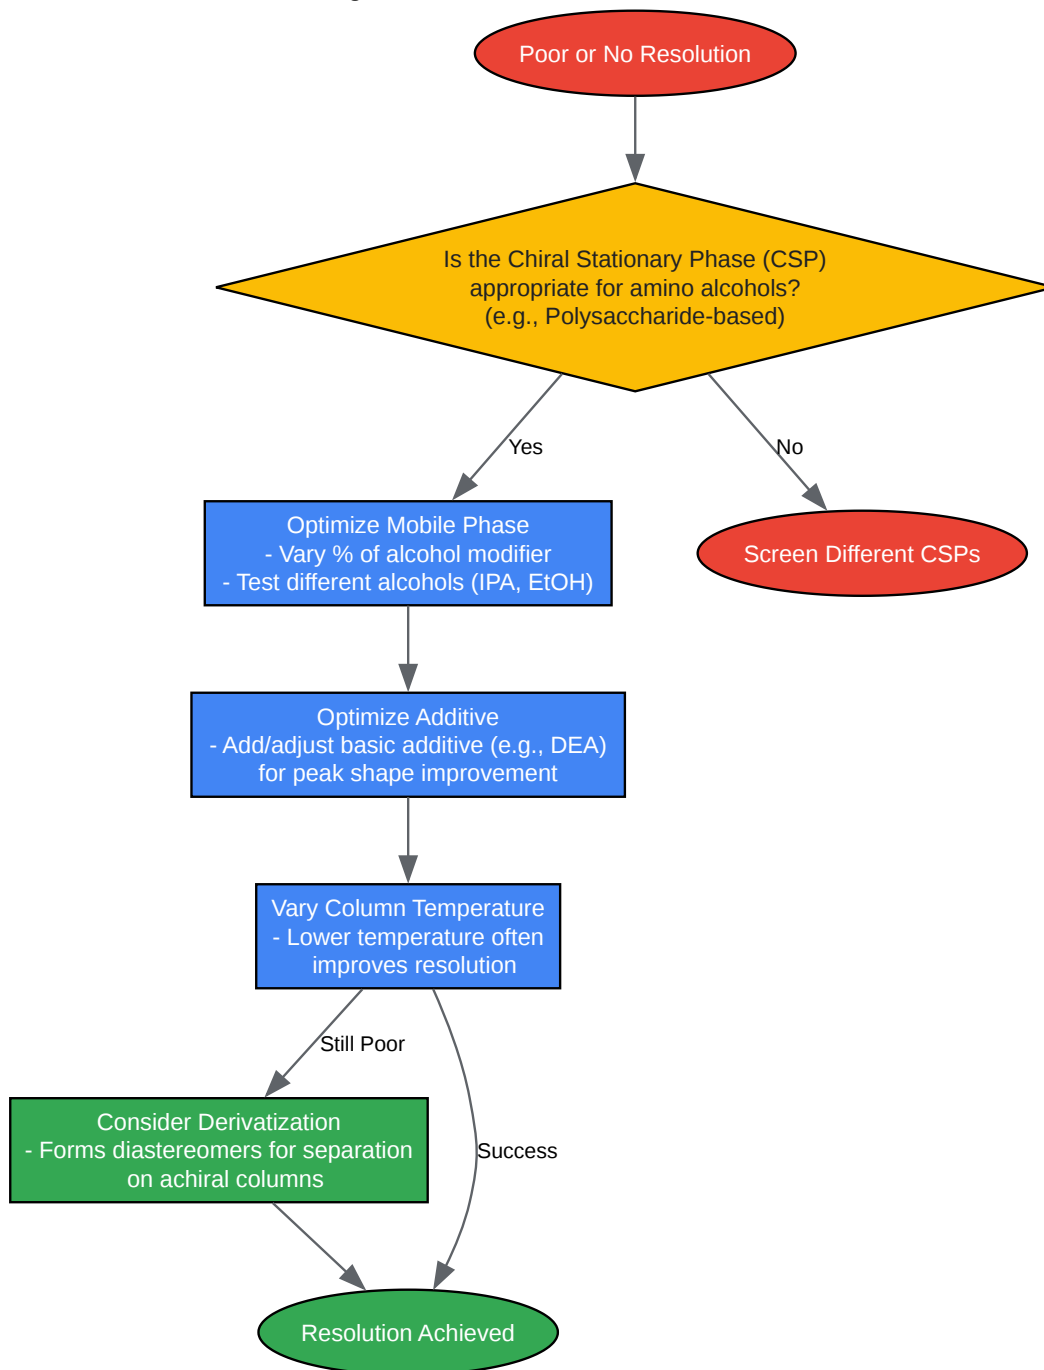 Poor or No Resolution
Is the Chiral Stationary Phase (CSP)
appropriate for amino alcohols?
(e.g., Polysaccharide-based)
Yes
No
Optimize Mobile Phase
- Vary % of alcohol modifier
- Test different alcohols (IPA, EtOH)
Screen Different CSPs
Optimize Additive
- Add/adjust basic additive (e.g., DEA)
for peak shape improvement
Vary Column Temperature
- Lower temperature often
improves resolution
Still Poor
Consider Derivatization
- Forms diastereomers for separation
on achiral columns
Success
Resolution Achieved